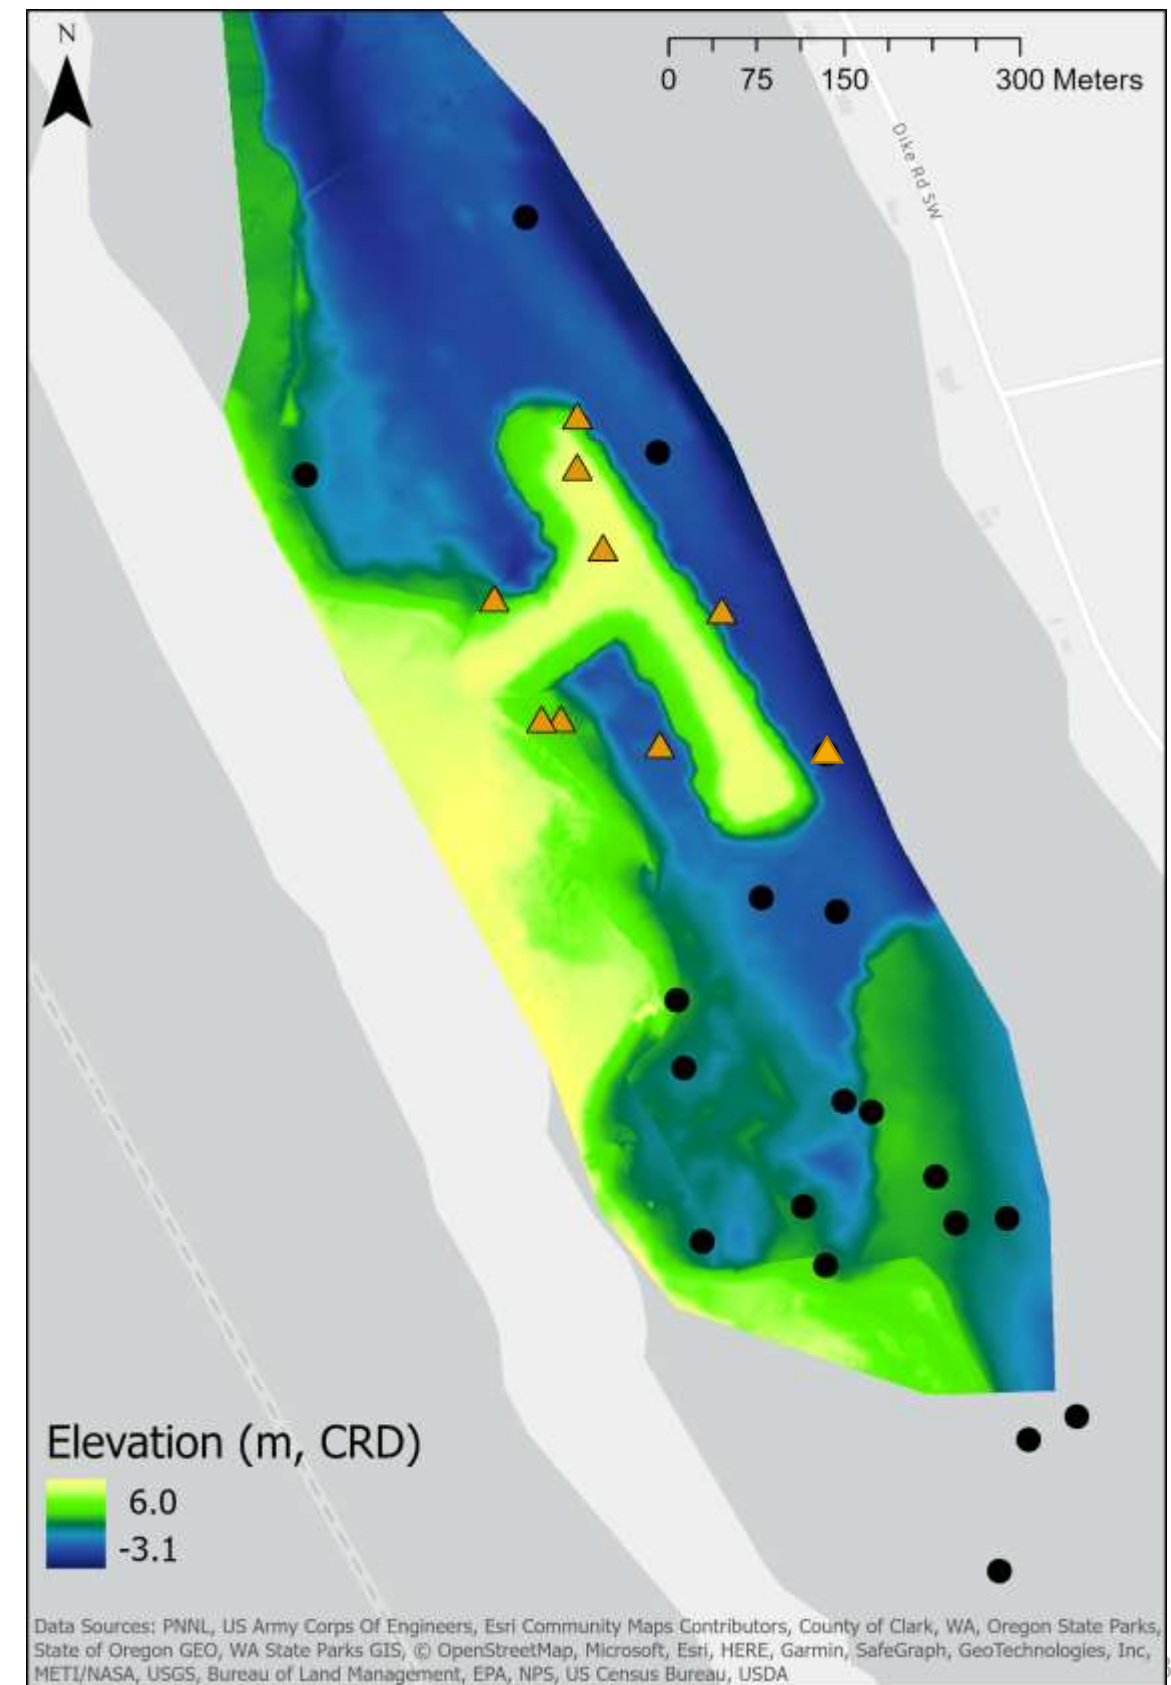 N
0 75 150 300 Meters
Dike Rd SW
Elevation (m, CRD)
6.0
-3.1
Data Sources: PNNL, US Army Corps Of Engineers, Esri Community Maps Contributors, County of Clark, WA, Oregon State Parks,
State of Oregon GEO, WA State Parks GIS, © OpenStreetMap, Microsoft, Esri, HERE, Garmin, SafeGraph, GeoTechnologies, Inc,
METI/NASA, USGS, Bureau of Land Management, EPA, NPS, US Census Bureau, USDA